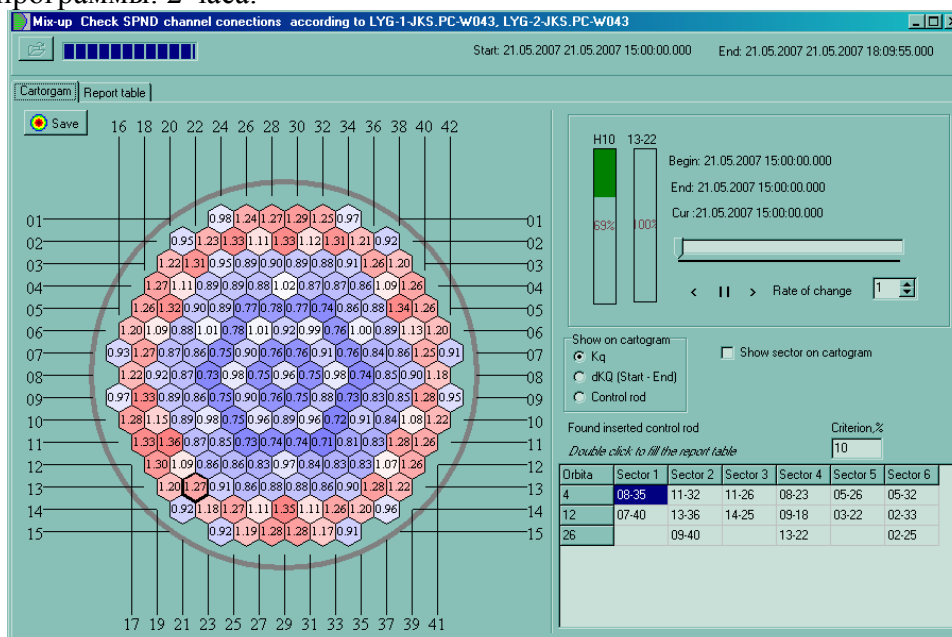 программы. 2 часа.
Mix-up Check SPND channel conections according to LYG-1-JKS.PC-W043, LYG-2-JKS.PC-W043
Start: 21.05.2007 21.05.2007 15:00:00.000 End: 21.05.2007 21.05.2007 18:09:55.000
Cartorgam Report table
Save
16 18 20 22 24 26 28 30 32 34 36 38 40 42
01 0.98 1.24 1.27 1.29 1.25 0.97 01
02 0.95 1.23 1.33 1.11 1.33 1.12 1.31 1.21 0.92 02
03 1.22 1.31 0.95 0.89 0.90 0.89 0.88 0.91 1.26 1.20 03
04 1.27 1.11 0.89 0.89 0.88 1.02 0.87 0.87 0.86 1.09 1.26 04
05 1.26 1.32 0.90 0.89 0.77 0.78 0.77 0.74 0.86 0.88 1.34 1.26 05
06 1.20 1.09 0.88 1.01 0.78 1.01 0.92 0.99 0.76 1.00 0.89 1.13 1.20 06
07 0.93 1.27 0.87 0.86 0.75 0.90 0.76 0.76 0.91 0.76 0.84 0.86 1.25 0.91 07
08 1.22 0.92 0.87 0.73 0.98 0.75 0.96 0.75 0.98 0.74 0.85 0.90 1.18 08
09 0.97 1.33 0.89 0.86 0.75 0.90 0.76 0.75 0.88 0.73 0.83 0.85 1.28 0.95 09
10 1.28 1.15 0.89 0.98 0.75 0.96 0.89 0.96 0.72 0.91 0.84 1.08 1.22 10
11 1.33 1.36 0.87 0.85 0.73 0.74 0.74 0.71 0.81 0.83 1.28 1.26 11
12 1.30 1.09 0.86 0.86 0.83 0.97 0.84 0.83 0.83 1.07 1.26 12
13 1.20 1.27 0.91 0.86 0.88 0.88 0.86 0.90 1.28 1.22 13
14 0.92 1.18 1.27 1.11 1.35 1.11 1.26 1.20 0.96 14
15 0.92 1.19 1.28 1.28 1.17 0.91 15
17 19 21 23 25 27 29 31 33 35 37 39 41
H10 13-22
69% 100%
Begin: 21.05.2007 15:00:00.000
End: 21.05.2007 15:00:00.000
Cur :21.05.2007 15:00:00.000
< II > Rate of change 1
Show on cartogram
Kq
dKQ (Start - End)
Control rod
Show sector on cartogram
Found inserted control rod Criterion,%
Double click to fill the report table 10
Orbita Sector 1 Sector 2 Sector 3 Sector 4 Sector 5 Sector 6
4 08-35 11-32 11-26 08-23 05-26 05-32
12 07-40 13-36 14-25 09-18 03-22 02-33
26 09-40 13-22 02-25